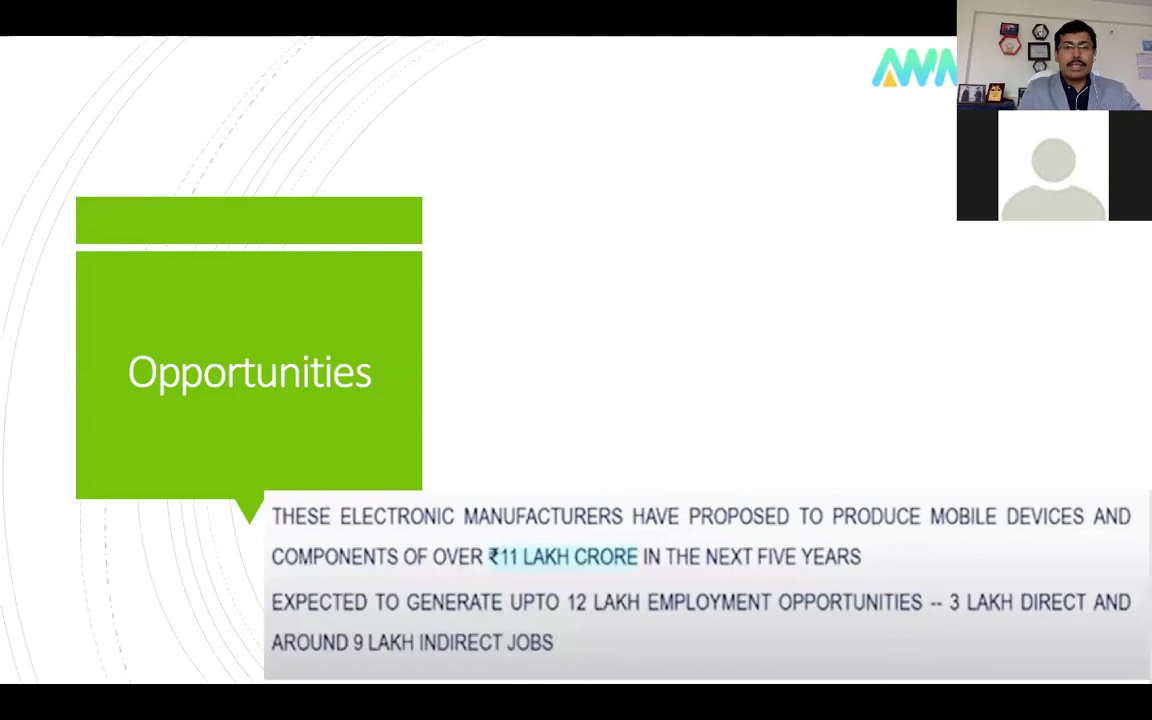 AWM
Opportunities
THESE ELECTRONIC MANUFACTURERS HAVE PROPOSED TO PRODUCE MOBILE DEVICES AND
COMPONENTS OF OVER ₹11 LAKH CRORE IN THE NEXT FIVE YEARS
EXPECTED TO GENERATE UPTO 12 LAKH EMPLOYMENT OPPORTUNITIES -- 3 LAKH DIRECT AND
AROUND 9 LAKH INDIRECT JOBS